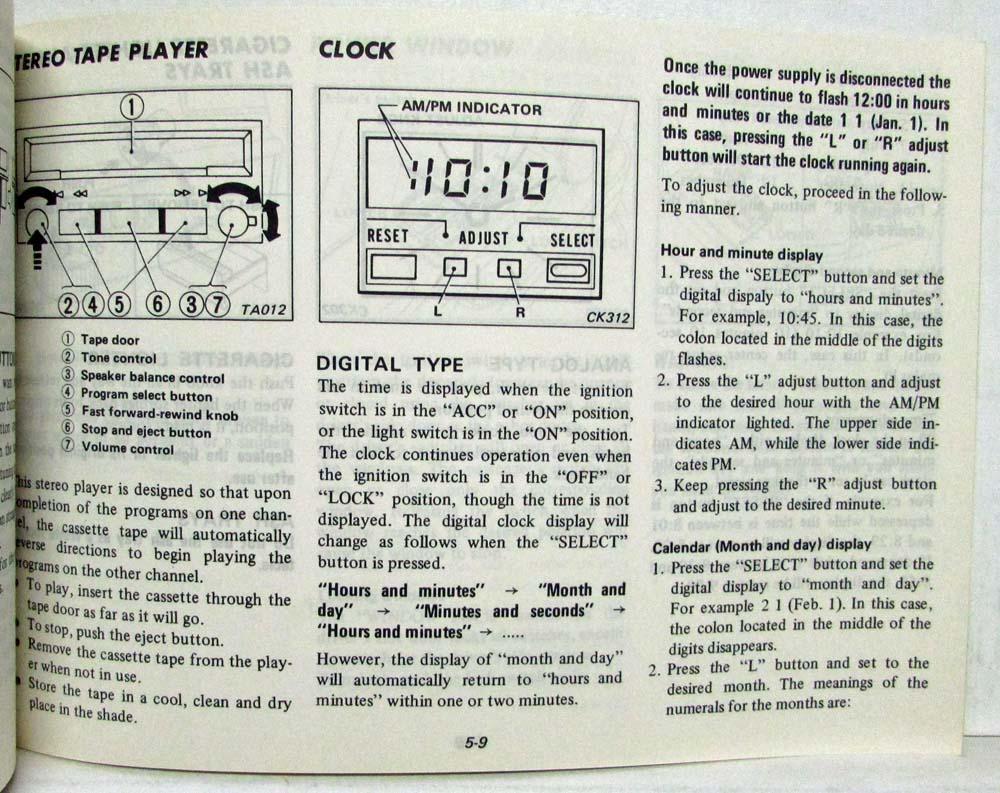 TEREO TAPE PLAYER
1
2 4 5 6 3 7 TA012
① Tape door
② Tone control
③ Speaker balance control
④ Program select button
⑤ Fast forward-rewind knob
⑥ Stop and eject button
⑦ Volume control
his stereo player is designed so that upon
ompletion of the programs on one chan-
el, the cassette tape will automatically
everse directions to begin playing the
rograms on the other channel.
• To play, insert the cassette through the
tape door as far as it will go.
• To stop, push the eject button.
• Remove the cassette tape from the play-
er when not in use.
• Store the tape in a cool, clean and dry
place in the shade.
CLOCK
AM/PM INDICATOR
10:10
RESET ADJUST SELECT
L R
CK312
DIGITAL TYPE
The time is displayed when the ignition
switch is in the “ACC” or “ON” position,
or the light switch is in the “ON” position.
The clock continues operation even when
the ignition switch is in the “OFF” or
“LOCK” position, though the time is not
displayed. The digital clock display will
change as follows when the “SELECT”
button is pressed.
“Hours and minutes” → “Month and
day” → “Minutes and seconds” →
“Hours and minutes” → .....
However, the display of “month and day”
will automatically return to “hours and
minutes” within one or two minutes.
Once the power supply is disconnected the
clock will continue to flash 12:00 in hours
and minutes or the date 1 1 (Jan. 1). In
this case, pressing the “L” or “R” adjust
button will start the clock running again.
To adjust the clock, proceed in the follow-
ing manner.
Hour and minute display
1. Press the “SELECT” button and set the
digital dispaly to “hours and minutes”.
For example, 10:45. In this case, the
colon located in the middle of the digits
flashes.
2. Press the “L” adjust button and adjust
to the desired hour with the AM/PM
indicator lighted. The upper side in-
dicates AM, while the lower side indi-
cates PM.
3. Keep pressing the “R” adjust button
and adjust to the desired minute.
Calendar (Month and day) display
1. Press the “SELECT” button and set the
digital display to “month and day”.
For example 2 1 (Feb. 1). In this case,
the colon located in the middle of the
digits disappears.
2. Press the “L” button and set to the
desired month. The meanings of the
numerals for the months are:
5-9